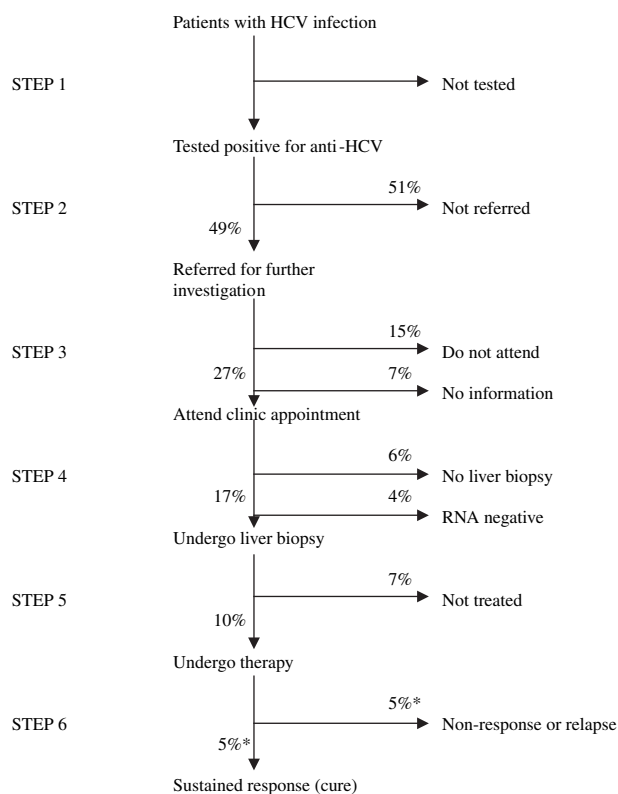 Patients with HCV infection
STEP 1
Not tested
Tested positive for anti-HCV
51%
STEP 2
Not referred
49%
Referred for further
investigation
15%
STEP 3
Do not attend
27%
7%
No information
Attend clinic appointment
6%
STEP 4
No liver biopsy
17%
4%
RNA negative
Undergo liver biopsy
7%
STEP 5
Not treated
10%
Undergo therapy
5%*
STEP 6
Non-response or relapse
5%*
Sustained response (cure)